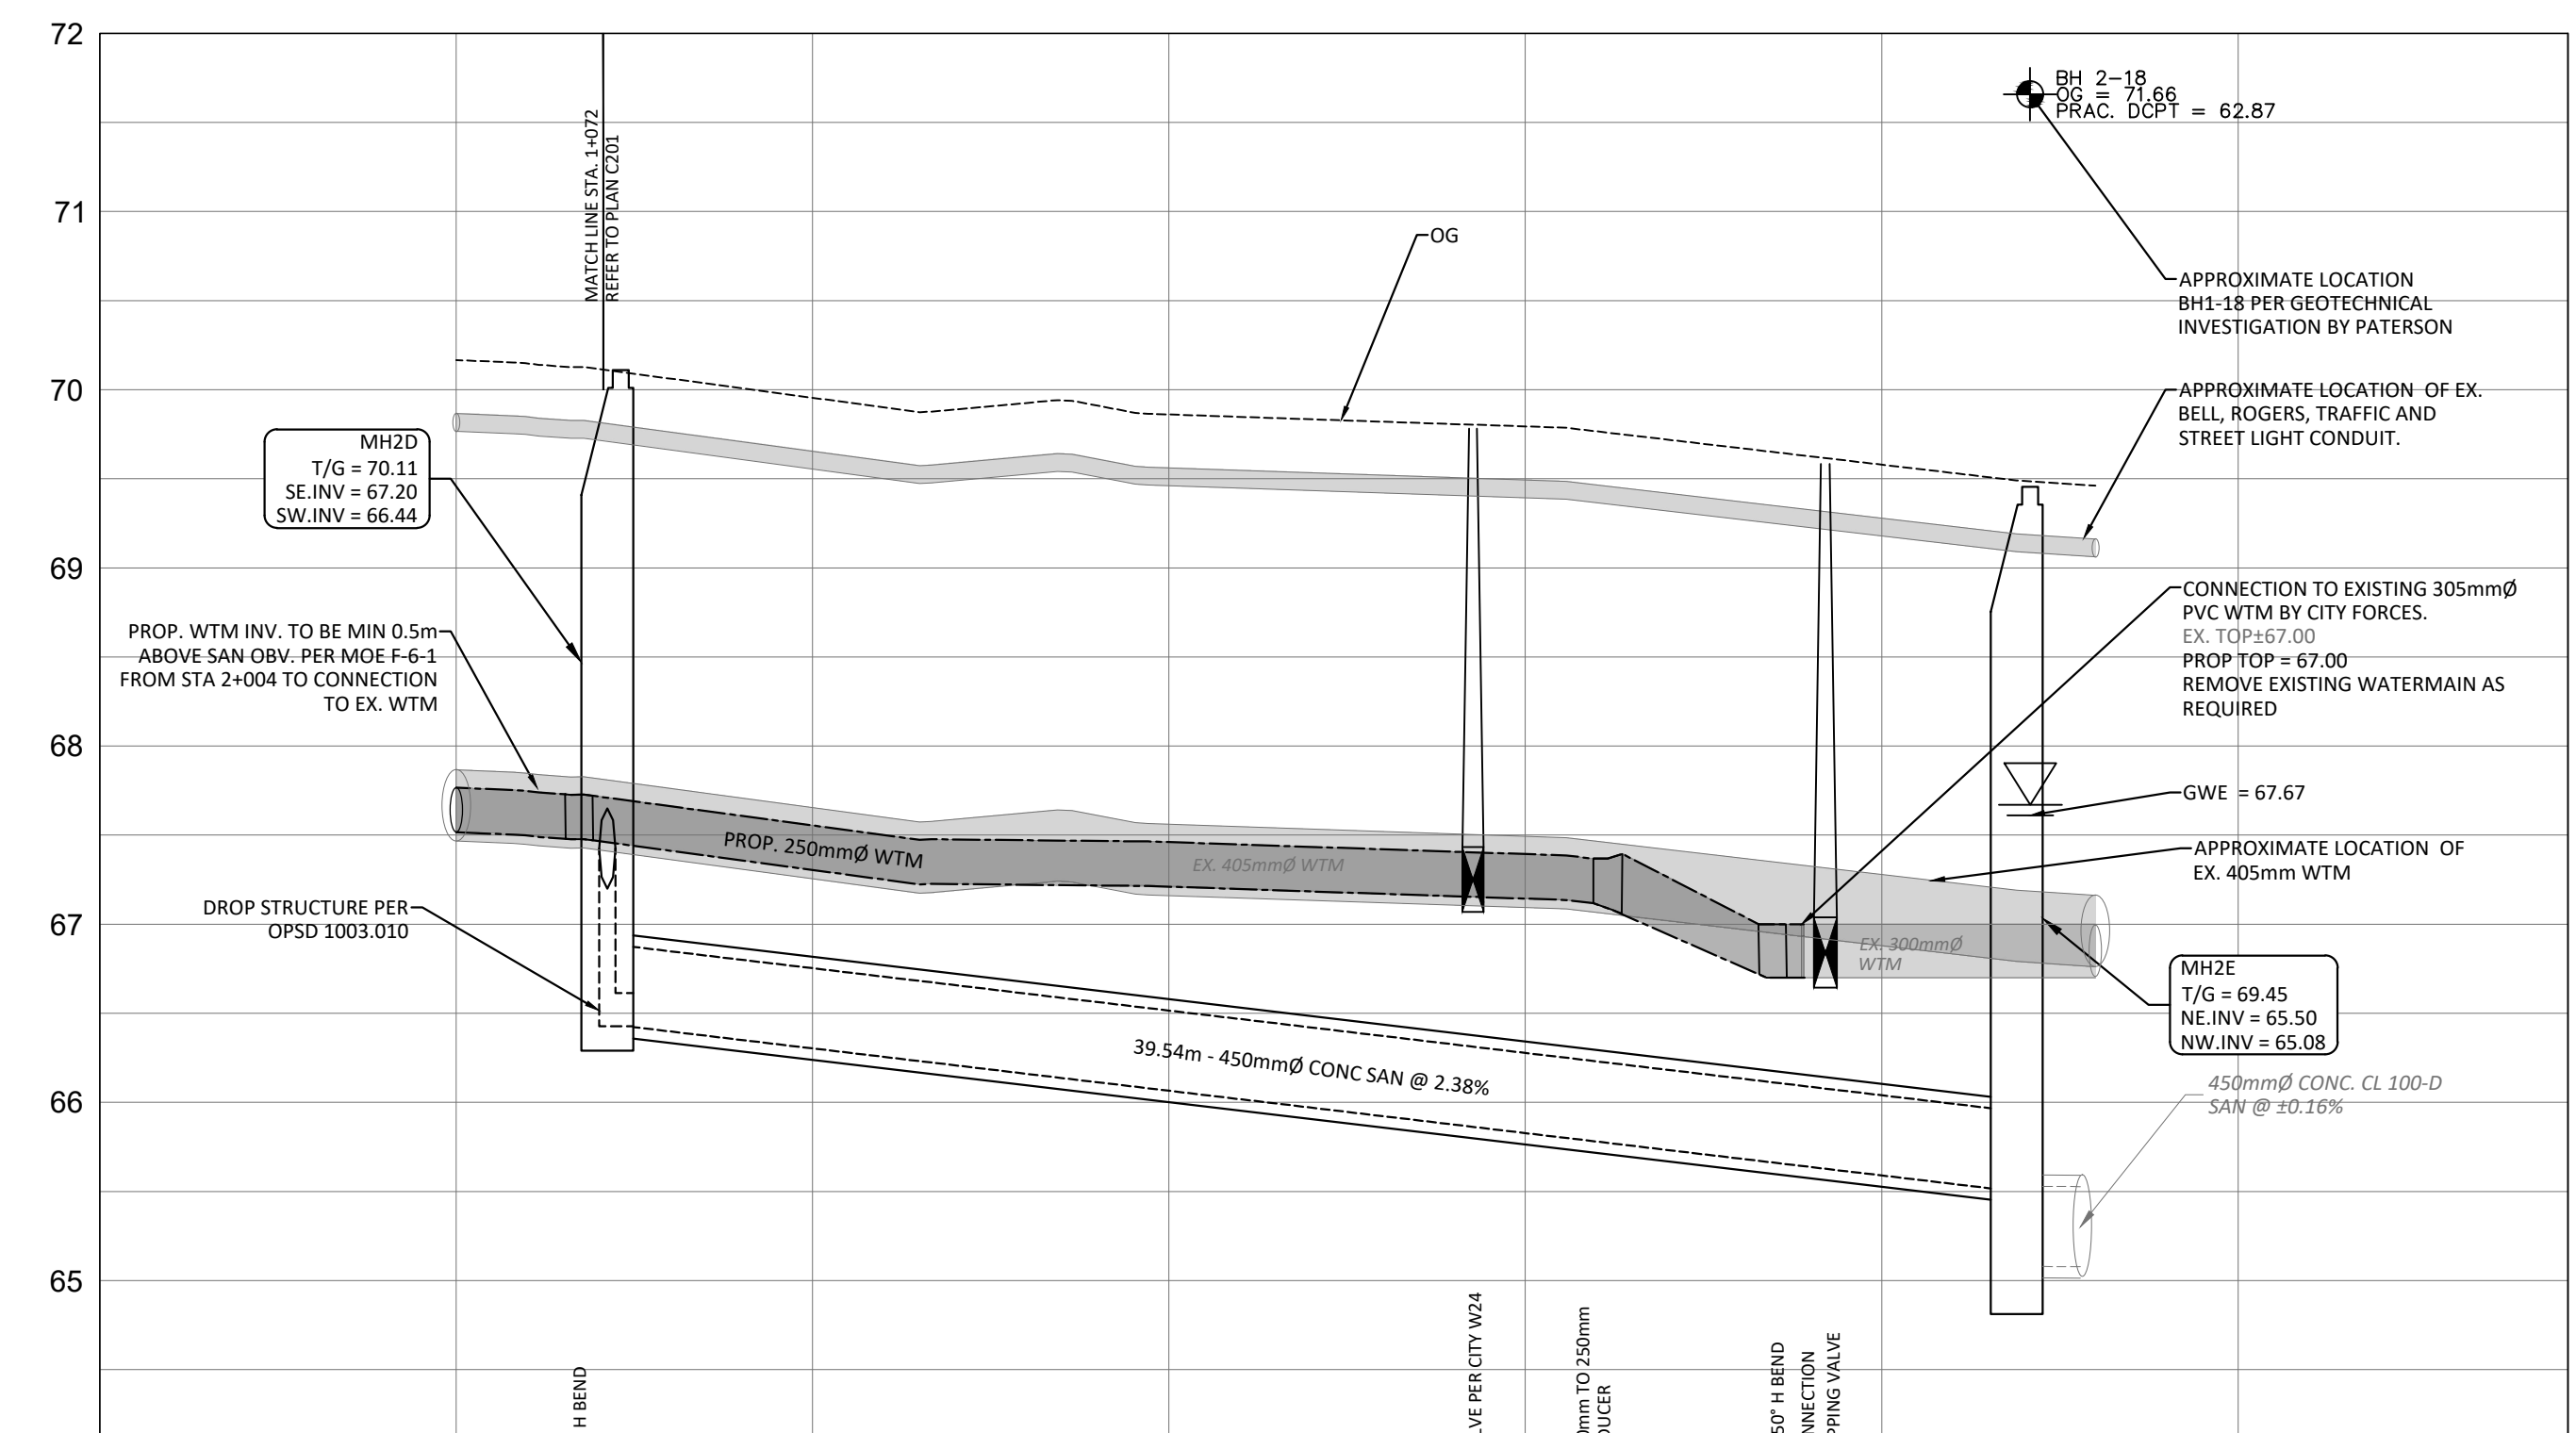 72
71
70
69
68
67
66
65
MATCH LINE STA. 1+072
REFER TO PLAN C201
BH 2-18
OG = 71.66
PRAC. DCPT = 62.87
OG
APPROXIMATE LOCATION
BH1-18 PER GEOTECHNICAL
INVESTIGATION BY PATERSON
APPROXIMATE LOCATION OF EX.
BELL, ROGERS, TRAFFIC AND
STREET LIGHT CONDUIT.
MH2D
T/G = 70.11
SE.INV = 67.20
SW.INV = 66.44
PROP. WTM INV. TO BE MIN 0.5m
ABOVE SAN OBV. PER MOE F-6-1
FROM STA 2+004 TO CONNECTION
TO EX. WTM
CONNECTION TO EXISTING 305mmØ
PVC WTM BY CITY FORCES.
EX. TOP±67.00
PROP TOP = 67.00
REMOVE EXISTING WATERMAIN AS
REQUIRED
GWE = 67.67
PROP. 250mmØ WTM
EX. 405mmØ WTM
APPROXIMATE LOCATION OF
EX. 405mm WTM
DROP STRUCTURE PER
OPSD 1003.010
EX. 300mmØ
WTM
MH2E
T/G = 69.45
NE.INV = 65.50
NW.INV = 65.08
39.54m - 450mmØ CONC SAN @ 2.38%
450mmØ CONC. CL 100-D
SAN @ ±0.16%
H BEND
LVE PER CITY W24
0mm TO 250mm
DUCER
50° H BEND
NNECTION
PPING VALVE